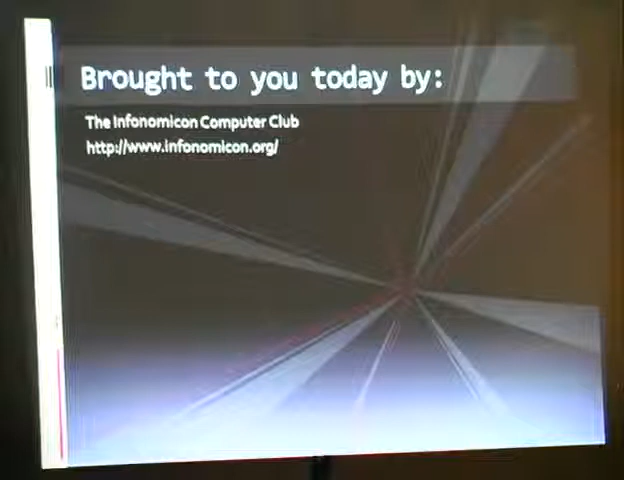 Brought to you today by:
The Infonomicon Computer Club
http://www.infonomicon.org/